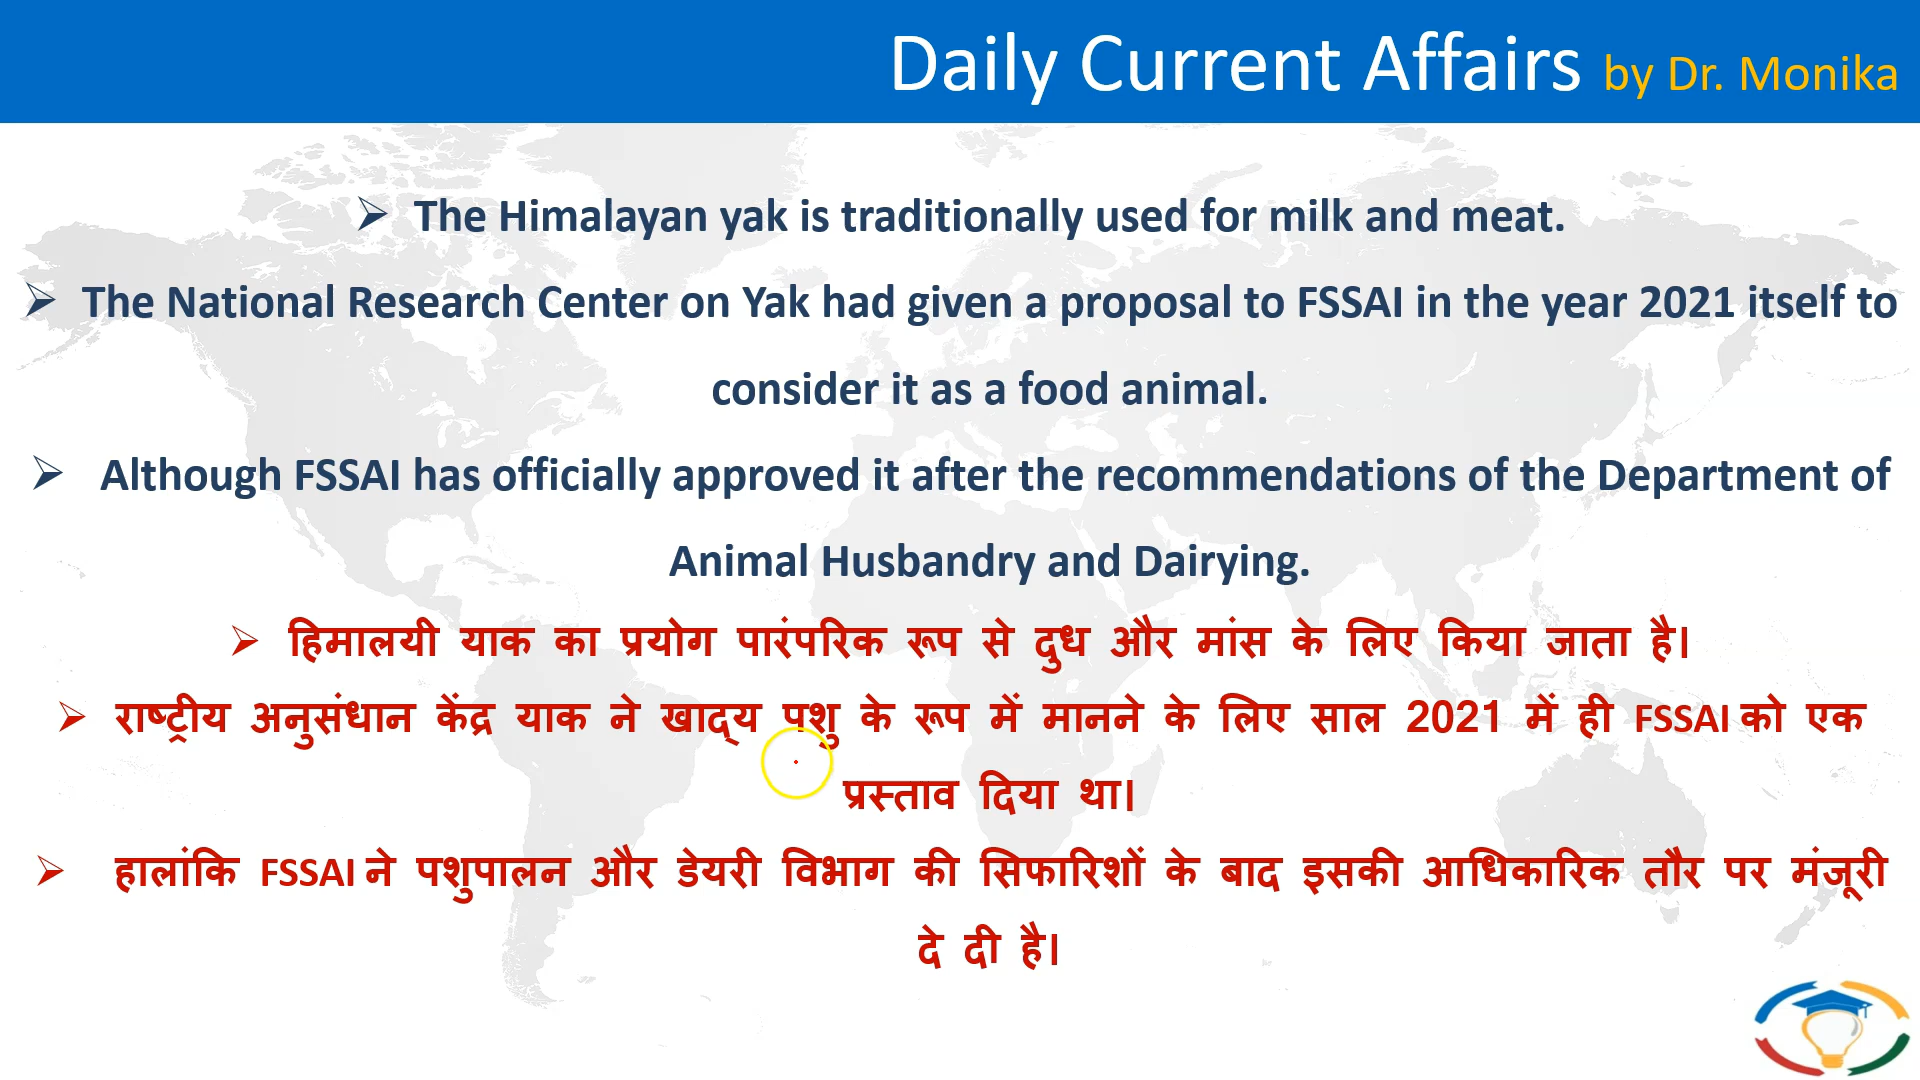 Daily Current Affairs by Dr. Monika
➢ The Himalayan yak is traditionally used for milk and meat.
➢ The National Research Center on Yak had given a proposal to FSSAI in the year 2021 itself to
consider it as a food animal.
➢ Although FSSAI has officially approved it after the recommendations of the Department of
Animal Husbandry and Dairying.
➢ हिमालयी याक का प्रयोग पारंपरिक रूप से दुध और मांस के लिए किया जाता है।
➢ राष्ट्रीय अनुसंधान केंद्र याक ने खाद्य पशु के रूप में मानने के लिए साल 2021 में ही FSSAI को एक
प्रस्ताव दिया था।
➢ हालांकि FSSAI ने पशुपालन और डेयरी विभाग की सिफारिशों के बाद इसकी आधिकारिक तौर पर मंजूरी
दे दी है।